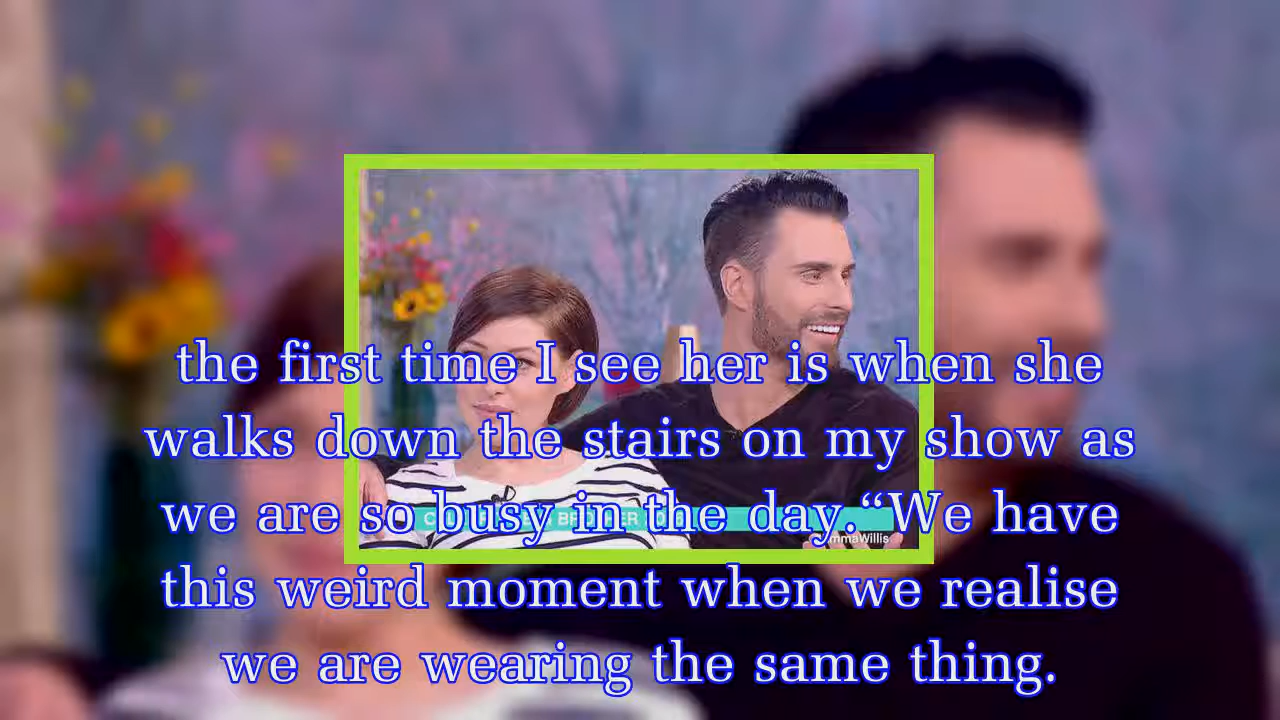 the first time I see her is when she
walks down the stairs on my show as
we are so busy in the day.“We have
this weird moment when we realise
we are wearing the same thing.
mmaWillis